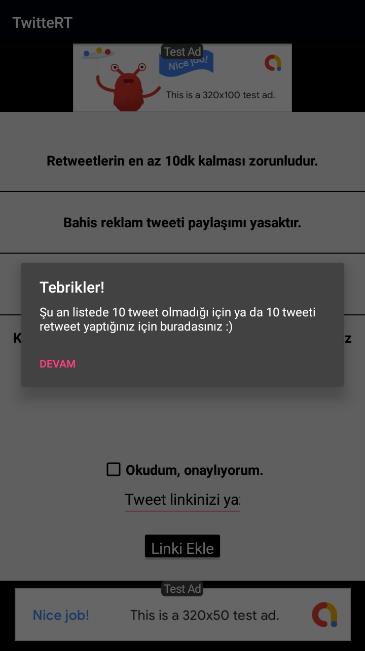 TwitteRT
Test Ad
Nice job!
This is a 320x100 test ad.
Retweetlerin en az 10dk kalması zorunludur.
Bahis reklam tweeti paylaşımı yasaktır.
Tebrikler!
Şu an listede 10 tweet olmadığı için ya da 10 tweeti
retweet yaptığınız için buradasınız :)
K
z
DEVAM
Okudum, onaylıyorum.
Tweet linkinizi ya
Linki Ekle
Test Ad
Nice job!
This is a 320x50 test ad.